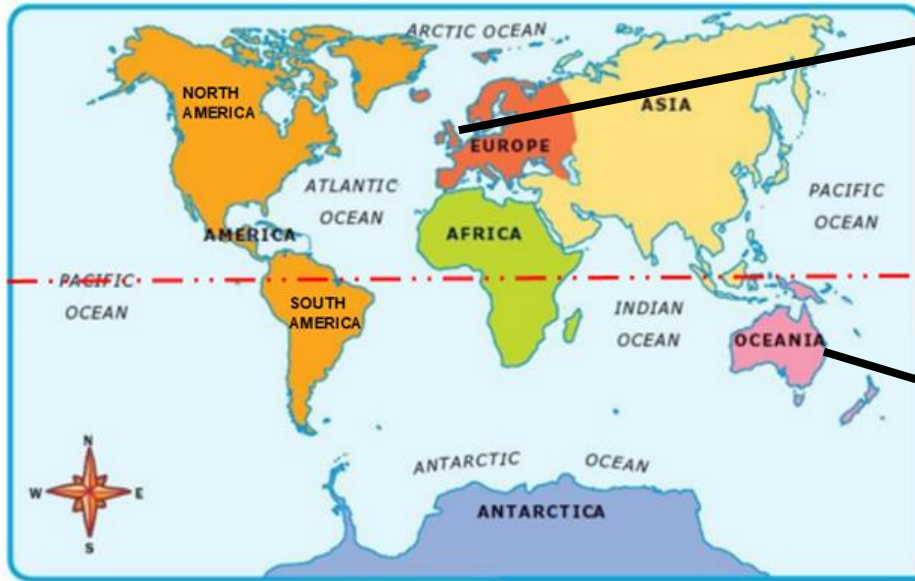 ARCTIC OCEAN
NORTH
AMERICA
ASIA
EUROPE
ATLANTIC
OCEAN
PACIFIC
OCEAN
AMERICA
AFRICA
PACIFIC
OCEAN
SOUTH
AMERICA
INDIAN
OCEAN
OCEANIA
ANTARCTIC OCEAN
ANTARCTICA
N
W E
S